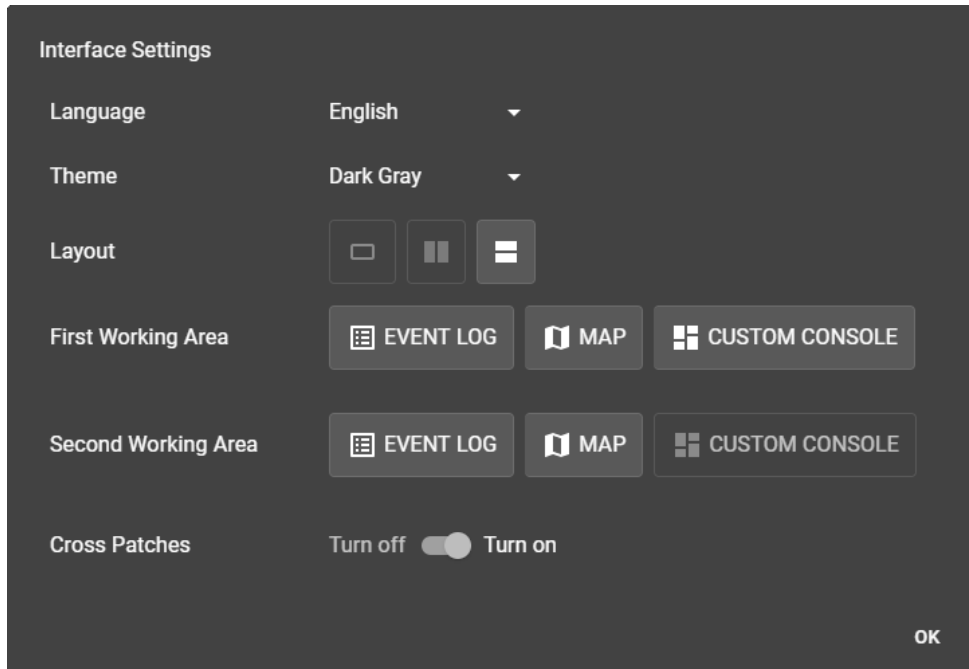 Interface Settings
Language English
Theme Dark Gray
Layout
First Working Area EVENT LOG MAP CUSTOM CONSOLE
Second Working Area EVENT LOG MAP CUSTOM CONSOLE
Cross Patches Turn off Turn on
OK